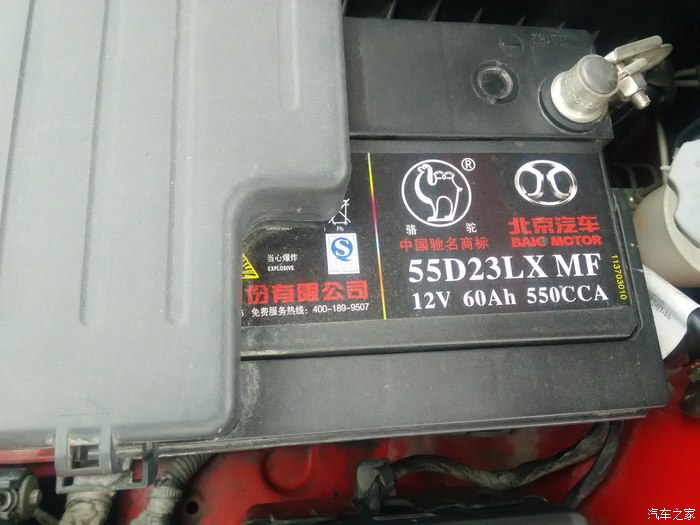 骆驼
®
中国驰名商标
北京汽车
BAIC MOTOR
55D23LX MF
12V 60Ah 550CCA
113703010
Pb
当心爆炸
EXPLOSIVE
份有限公司
免费服务热线：400-189-9507
汽车之家